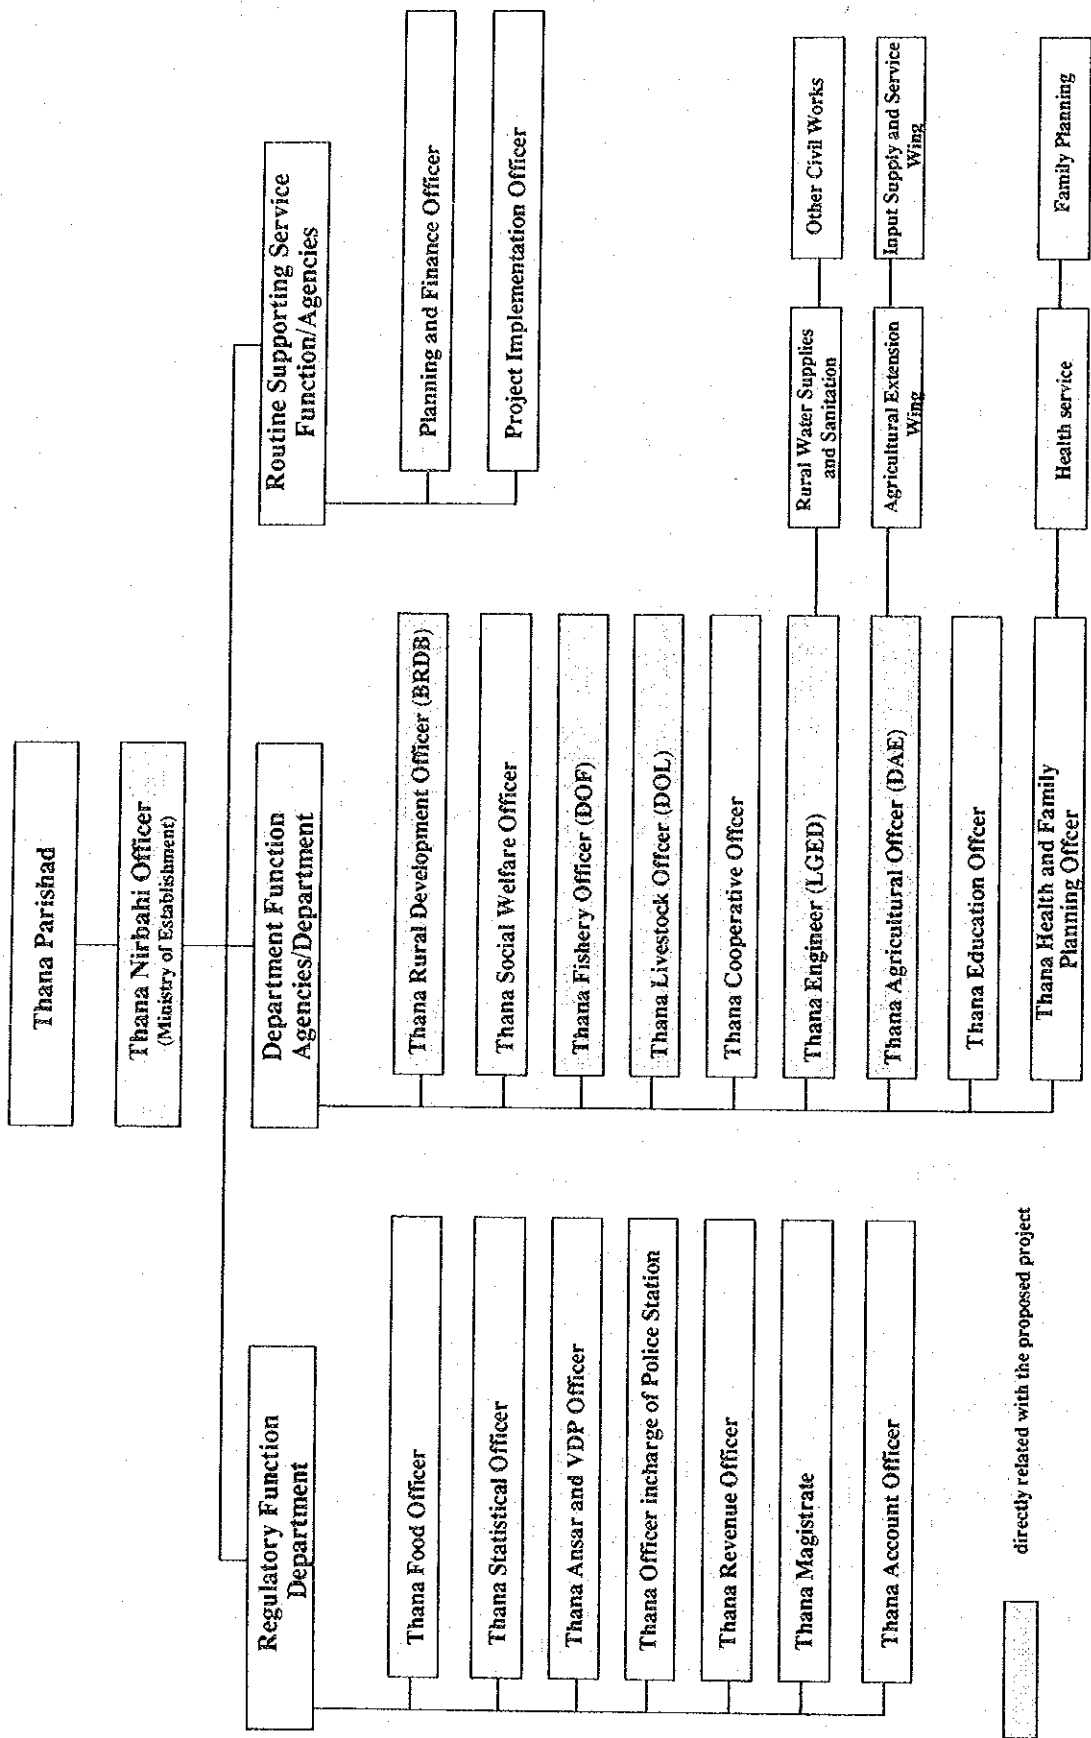 Thana Parishad
Thana Nirbahi Officer
(Ministry of Establishment)
Regulatory Function
Department
Thana Food Officer
Thana Statistical Officer
Thana Ansar and VDP Officer
Thana Officer incharge of Police Station
Thana Revenue Officer
Thana Magistrate
Thana Account Officer
Department Function
Agencies/Department
Thana Rural Development Officer (BRDB)
Thana Social Welfare Officer
Thana Fishery Officer (DOF)
Thana Livestock Offcer (DOL)
Thana Cooperative Offcer
Thana Engineer (LGED)
Rural Water Supplies
and Sanitation
Other Civil Works
Thana Agricultural Offcer (DAE)
Agricultural Extension
Wing
Input Supply and Service
Wing
Thana Education Offcer
Thana Health and Family
Planning Offcer
Health service
Family Planning
Routine Supporting Service
Function/Agencies
Planning and Finance Officer
Project Implementation Officer
directly related with the proposed project